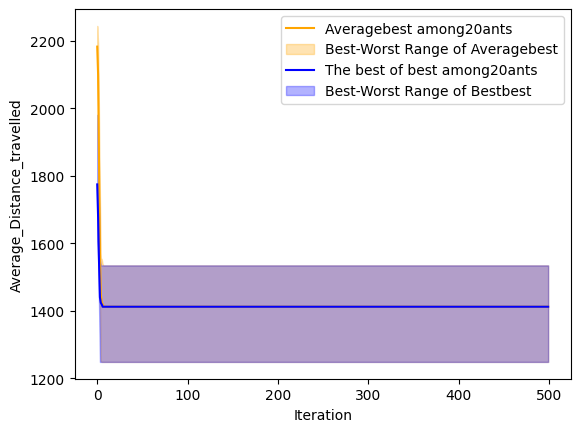 Averagebest among20ants
Best-Worst Range of Averagebest
The best of best among20ants
Best-Worst Range of Bestbest
Average_Distance_travelled
2200
2000
1800
1600
1400
1200
0 100 200 300 400 500
Iteration